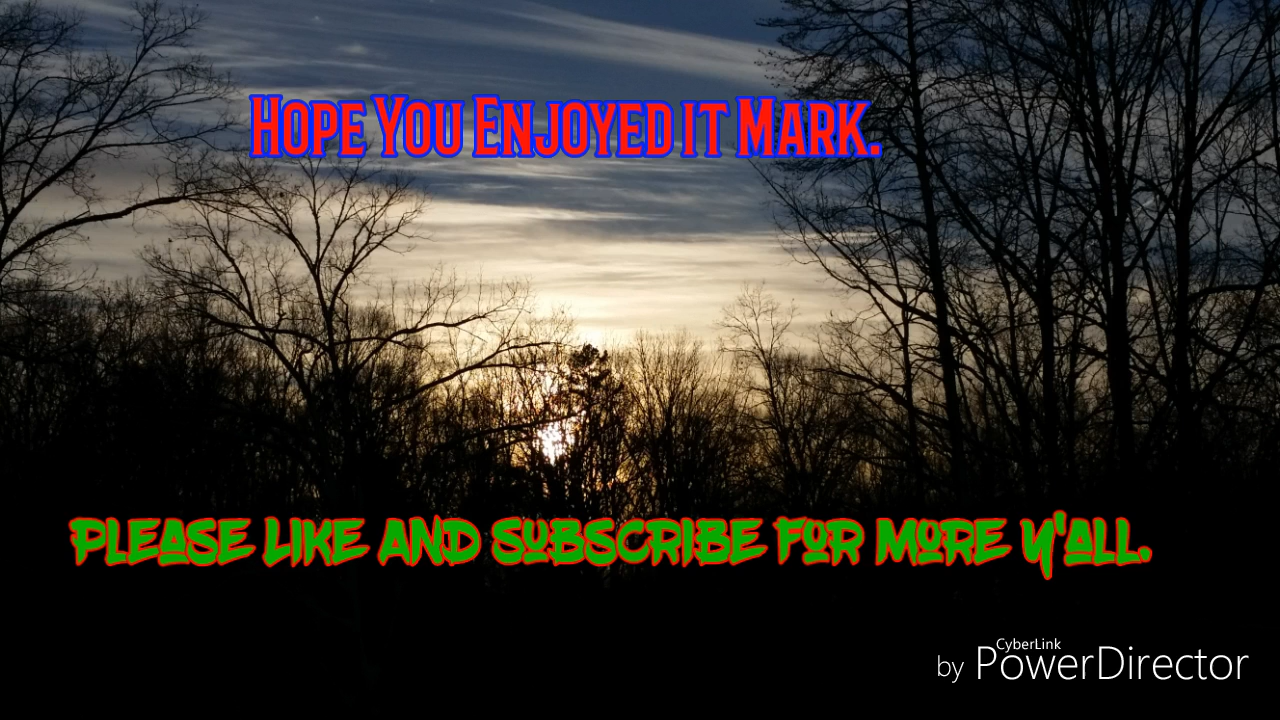 Hope You Enjoyed it Mark.
Please Like and Subscribe for more Y'all.
CyberLink
by PowerDirector